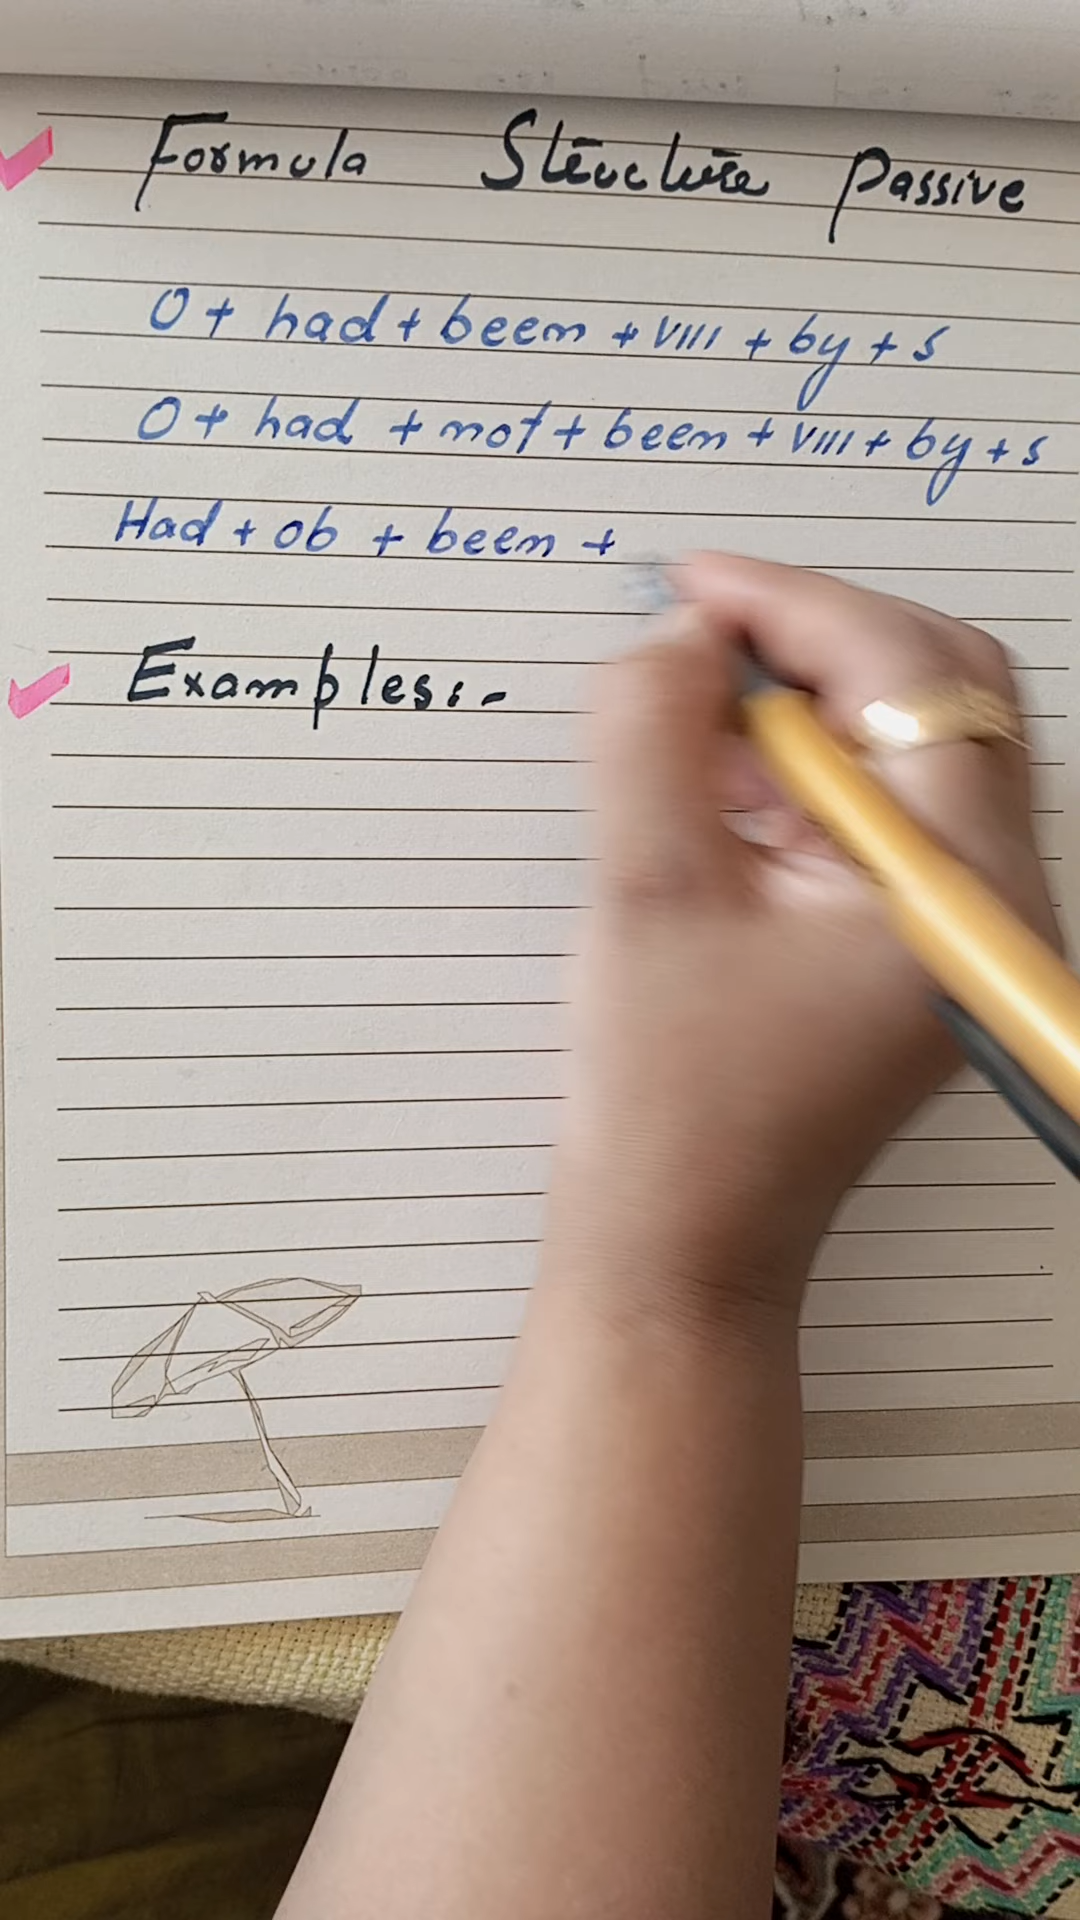 Formula Structure Passive
O + had + been + VIII + by + s
O + had + not + been + VIII + by + s
Had + ob + been +
Examples:-